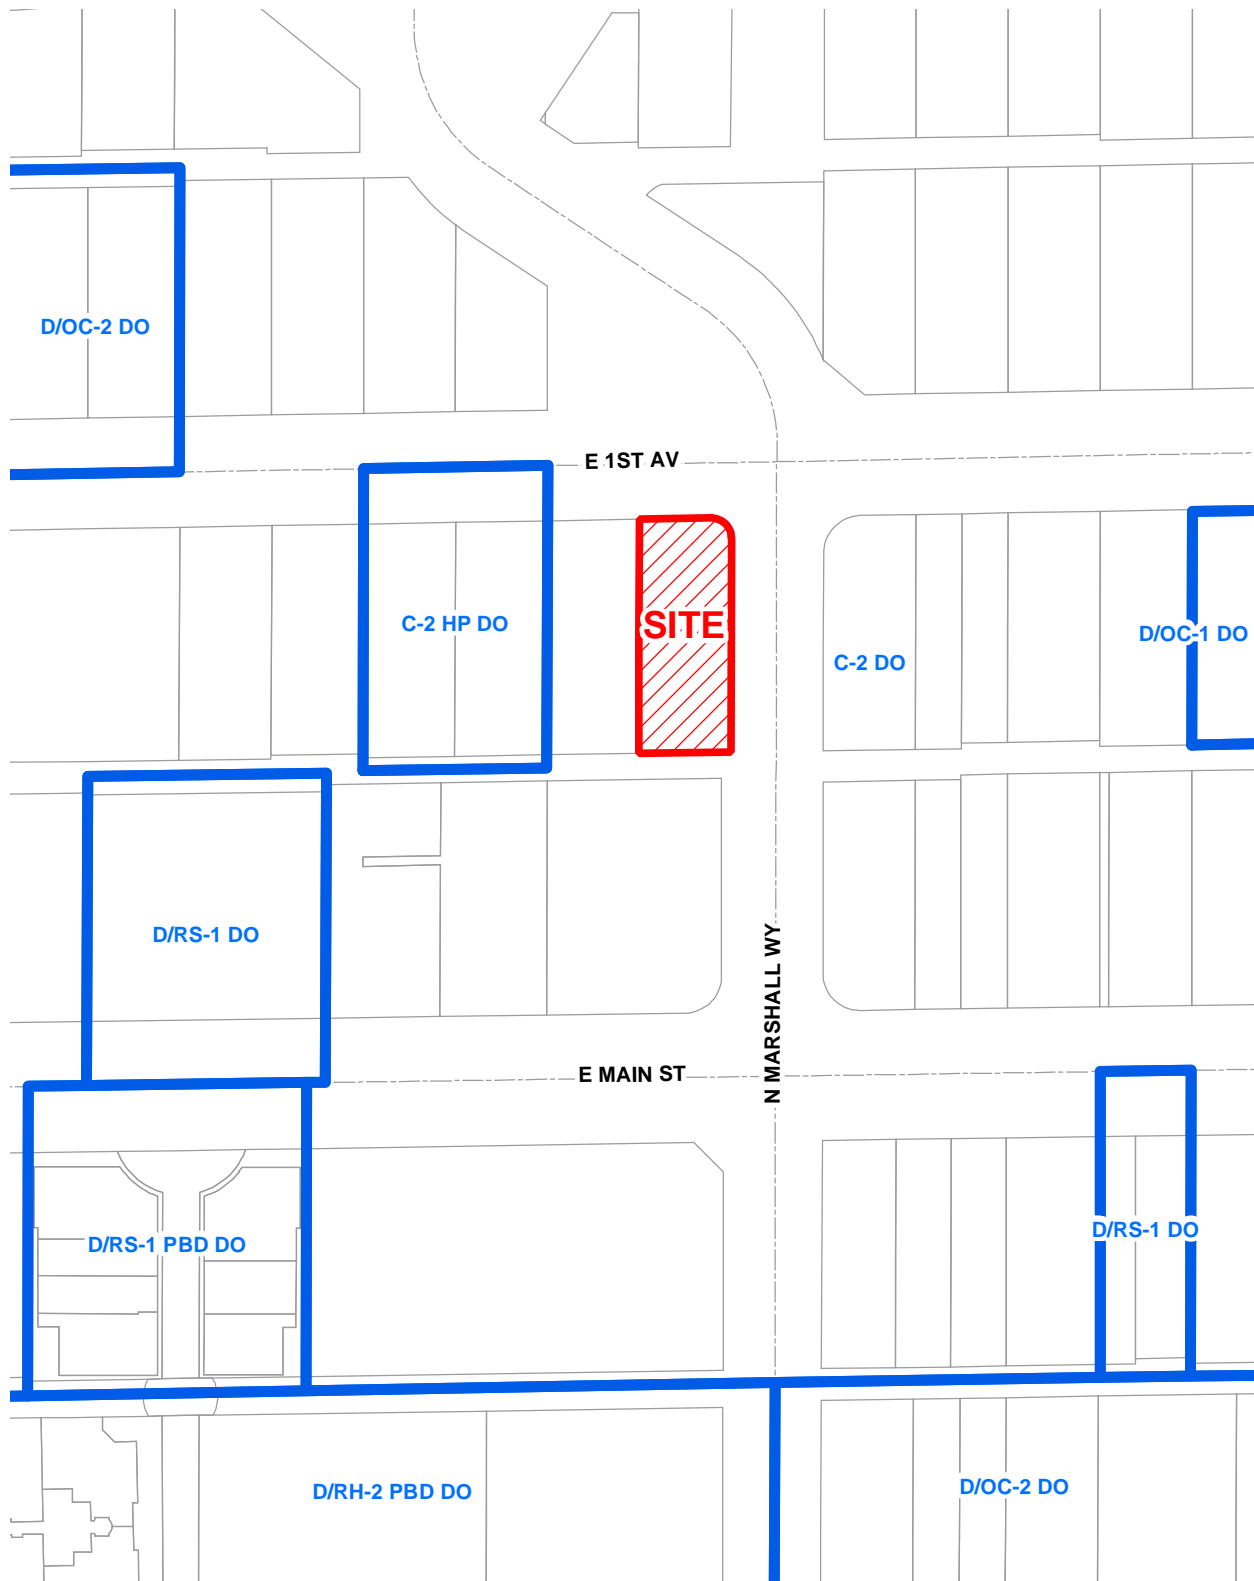 D/OC-2 DO
E 1ST AV
C-2 HP DO
SITE
C-2 DO
D/OC-1 DO
D/RS-1 DO
N MARSHALL WY
E MAIN ST
D/RS-1 PBD DO
D/RS-1 DO
D/RH-2 PBD DO
D/OC-2 DO